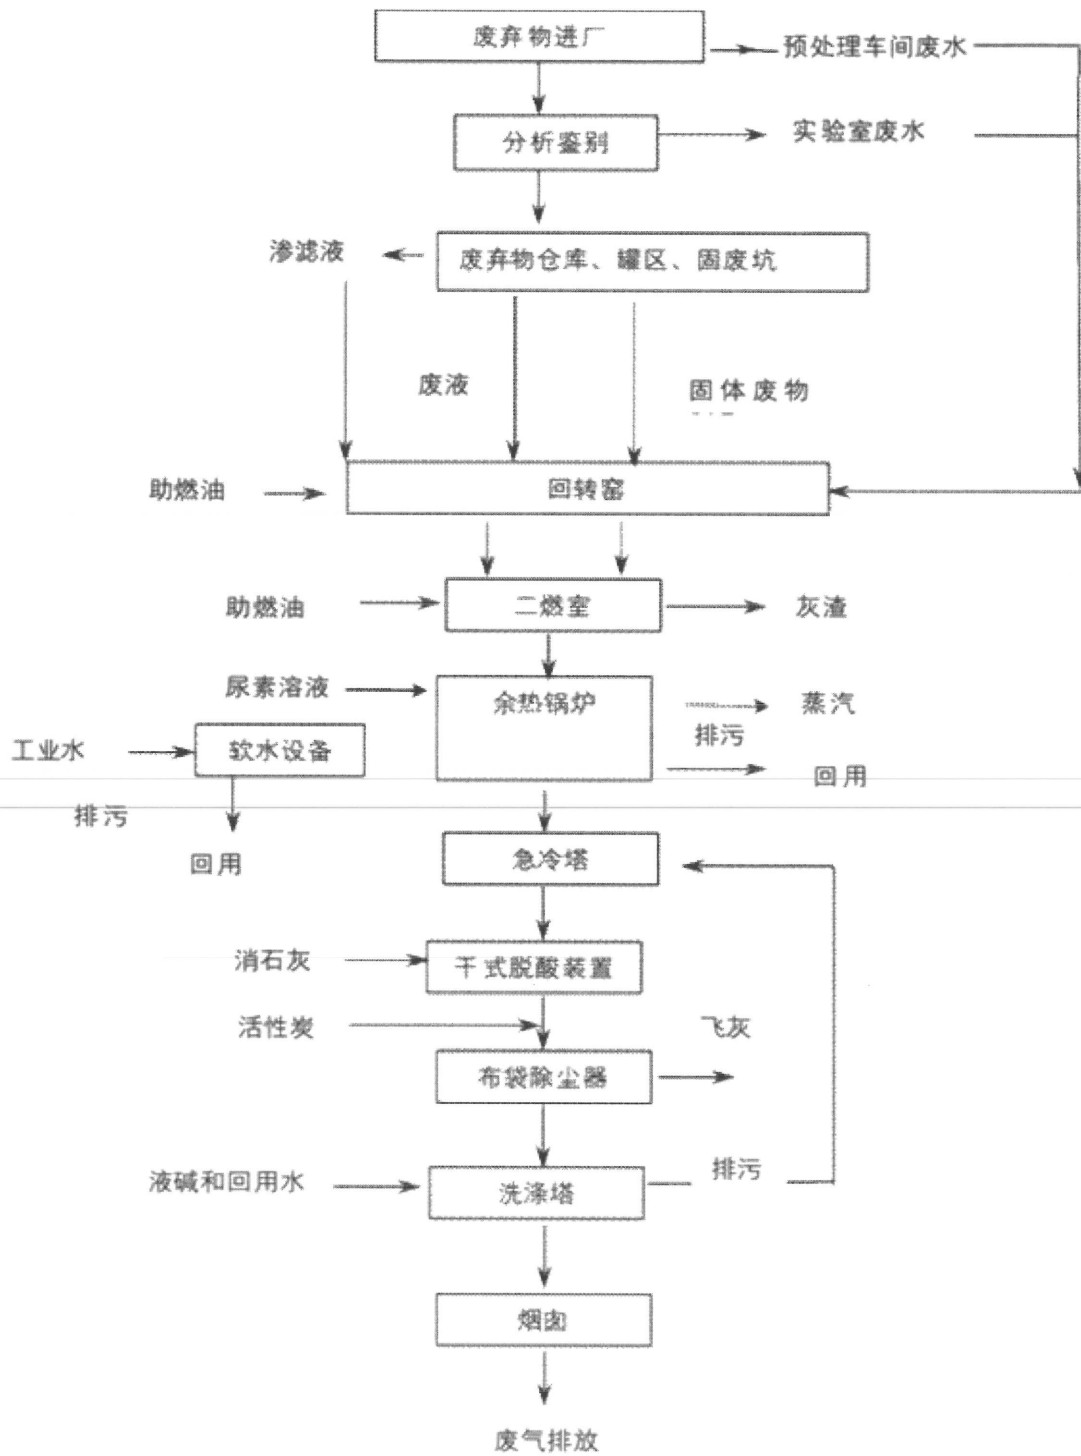 废弃物进厂
预处理车间废水
分析鉴别
实验室废水
渗滤液
废弃物仓库、罐区、固废坑
废液
固体废物
助燃油
回转窑
助燃油
二燃室
灰渣
尿素溶液
余热锅炉
蒸汽
排污
工业水
软水设备
回用
排污
回用
急冷塔
消石灰
干式脱酸装置
活性炭
飞灰
布袋除尘器
液碱和回用水
洗涤塔
排污
烟囱
废气排放